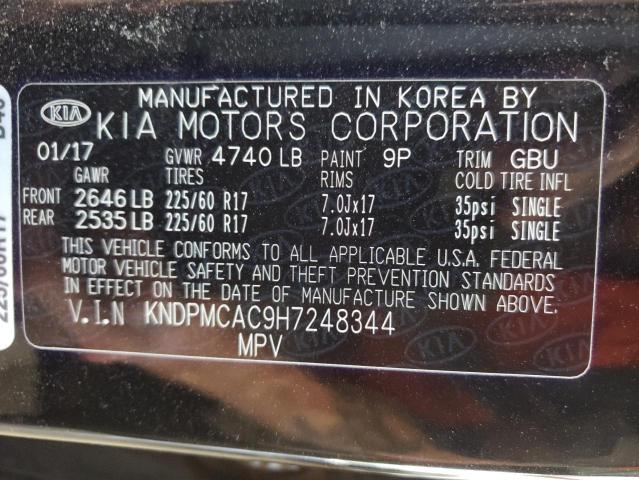 MANUFACTURED IN KOREA BY
KIA KIA MOTORS CORPORATION
01/17 GVWR 4740 LB PAINT 9P TRIM GBU
GAWR TIRES RIMS COLD TIRE INFL
FRONT 2646 LB 225/60 R17 7.0Jx17 35psi SINGLE
REAR 2535 LB 225/60 R17 7.0Jx17 35psi SINGLE
THIS VEHICLE CONFORMS TO ALL APPLICABLE U.S.A. FEDERAL
MOTOR VEHICLE SAFETY AND THEFT PREVENTION STANDARDS
IN EFFECT ON THE DATE OF MANUFACTURE SHOWN ABOVE.
V.I.N KNDPMCAC9H7248344
MPV
225/60R17